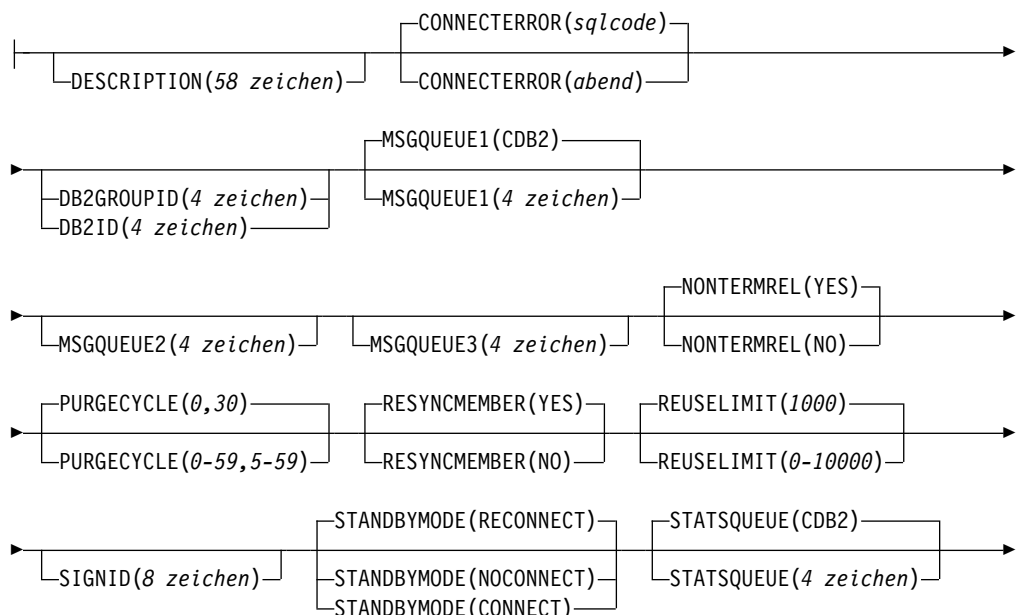 CONNECTERROR(sqlcode)
DESCRIPTION(58 zeichen) CONNECTERROR(abend)
MSGQUEUE1(CDB2)
DB2GROUPID(4 zeichen) MSGQUEUE1(4 zeichen)
DB2ID(4 zeichen)
NONTERMREL(YES)
MSGQUEUE2(4 zeichen) MSGQUEUE3(4 zeichen) NONTERMREL(NO)
PURGECYCLE(0,30) RESYNCMEMBER(YES) REUSELIMIT(1000)
PURGECYCLE(0-59,5-59) RESYNCMEMBER(NO) REUSELIMIT(0-10000)
STANDBYMODE(RECONNECT) STATSQUEUE(CDB2)
SIGNID(8 zeichen) STANDBYMODE(NOCONNECT) STATSQUEUE(4 zeichen)
STANDBYMODE(CONNECT)